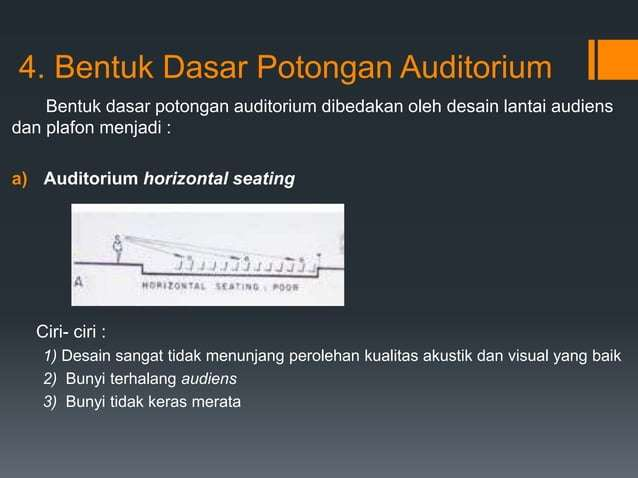 4. Bentuk Dasar Potongan Auditorium
Bentuk dasar potongan auditorium dibedakan oleh desain lantai audiens
dan plafon menjadi :
a) Auditorium horizontal seating
A
HORIZONTAL SEATING : POOR
Ciri- ciri :
1) Desain sangat tidak menunjang perolehan kualitas akustik dan visual yang baik
2) Bunyi terhalang audiens
3) Bunyi tidak keras merata